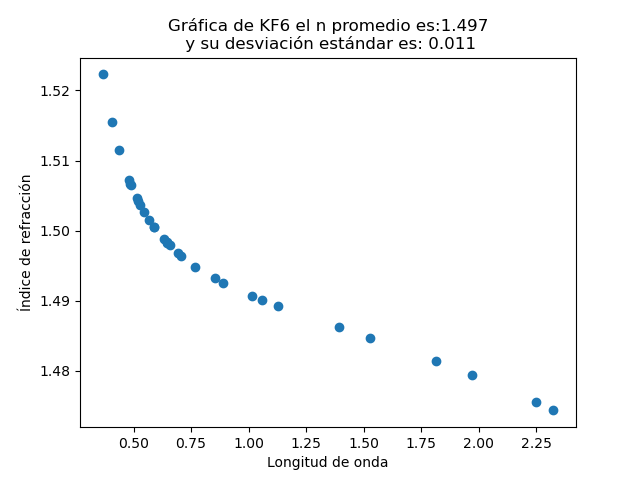 Gráfica de KF6 el n promedio es:1.497
y su desviación estándar es: 0.011
1.52
1.51
1.50
1.49
1.48
Índice de refracción
0.50 0.75 1.00 1.25 1.50 1.75 2.00 2.25
Longitud de onda